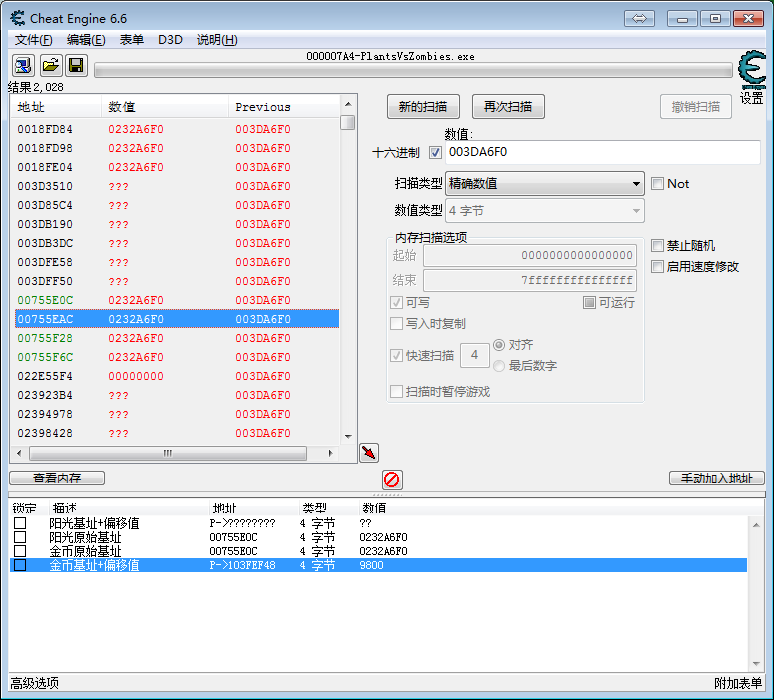 Cheat Engine 6.6
文件(F) 编辑(E) 表单 D3D 说明(H)
000007A4-PlantsVsZombies.exe
设置
结果2,028
地址 数值 Previous
0018FD84 0232A6F0 003DA6F0
0018FD98 0232A6F0 003DA6F0
0018FE04 0232A6F0 003DA6F0
003D3510 ??? 003DA6F0
003D85C4 ??? 003DA6F0
003DB190 ??? 003DA6F0
003DB3DC ??? 003DA6F0
003DFE58 ??? 003DA6F0
003DFF50 ??? 003DA6F0
00755E0C 0232A6F0 003DA6F0
00755EAC 0232A6F0 003DA6F0
00755F28 0232A6F0 003DA6F0
00755F6C 0232A6F0 003DA6F0
022E55F4 00000000 003DA6F0
023923B4 ??? 003DA6F0
02394978 ??? 003DA6F0
02398428 ??? 003DA6F0
新的扫描 再次扫描 撤销扫描
数值:
十六进制 003DA6F0
扫描类型 精确数值 Not
数值类型 4 字节
内存扫描选项
起始 0000000000000000
结束 7fffffffffffffff
可写 可运行
写入时复制
快速扫描 4 对齐
最后数字
扫描时暂停游戏
禁止随机
启用速度修改
查看内存 手动加入地址
锁定 描述 地址 类型 数值
阳光基址+偏移值 P->???????? 4 字节 ??
阳光原始基址 00755E0C 4 字节 0232A6F0
金币原始基址 00755E0C 4 字节 0232A6F0
金币基址+偏移值 P->103FEF48 4 字节 9800
高级选项 附加表单